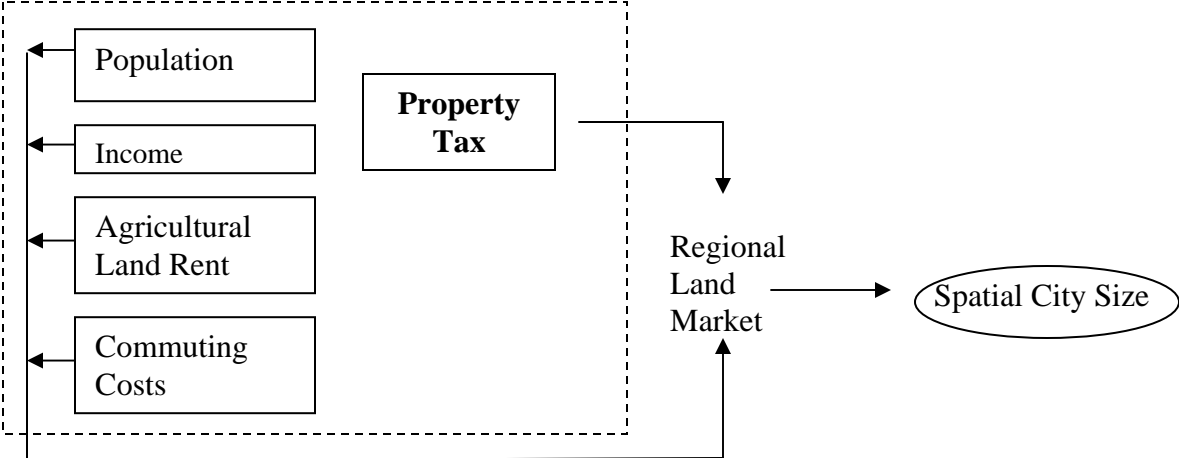 Population
Income
Agricultural
Land Rent
Commuting
Costs
Property
Tax
Regional
Land
Market
Spatial City Size